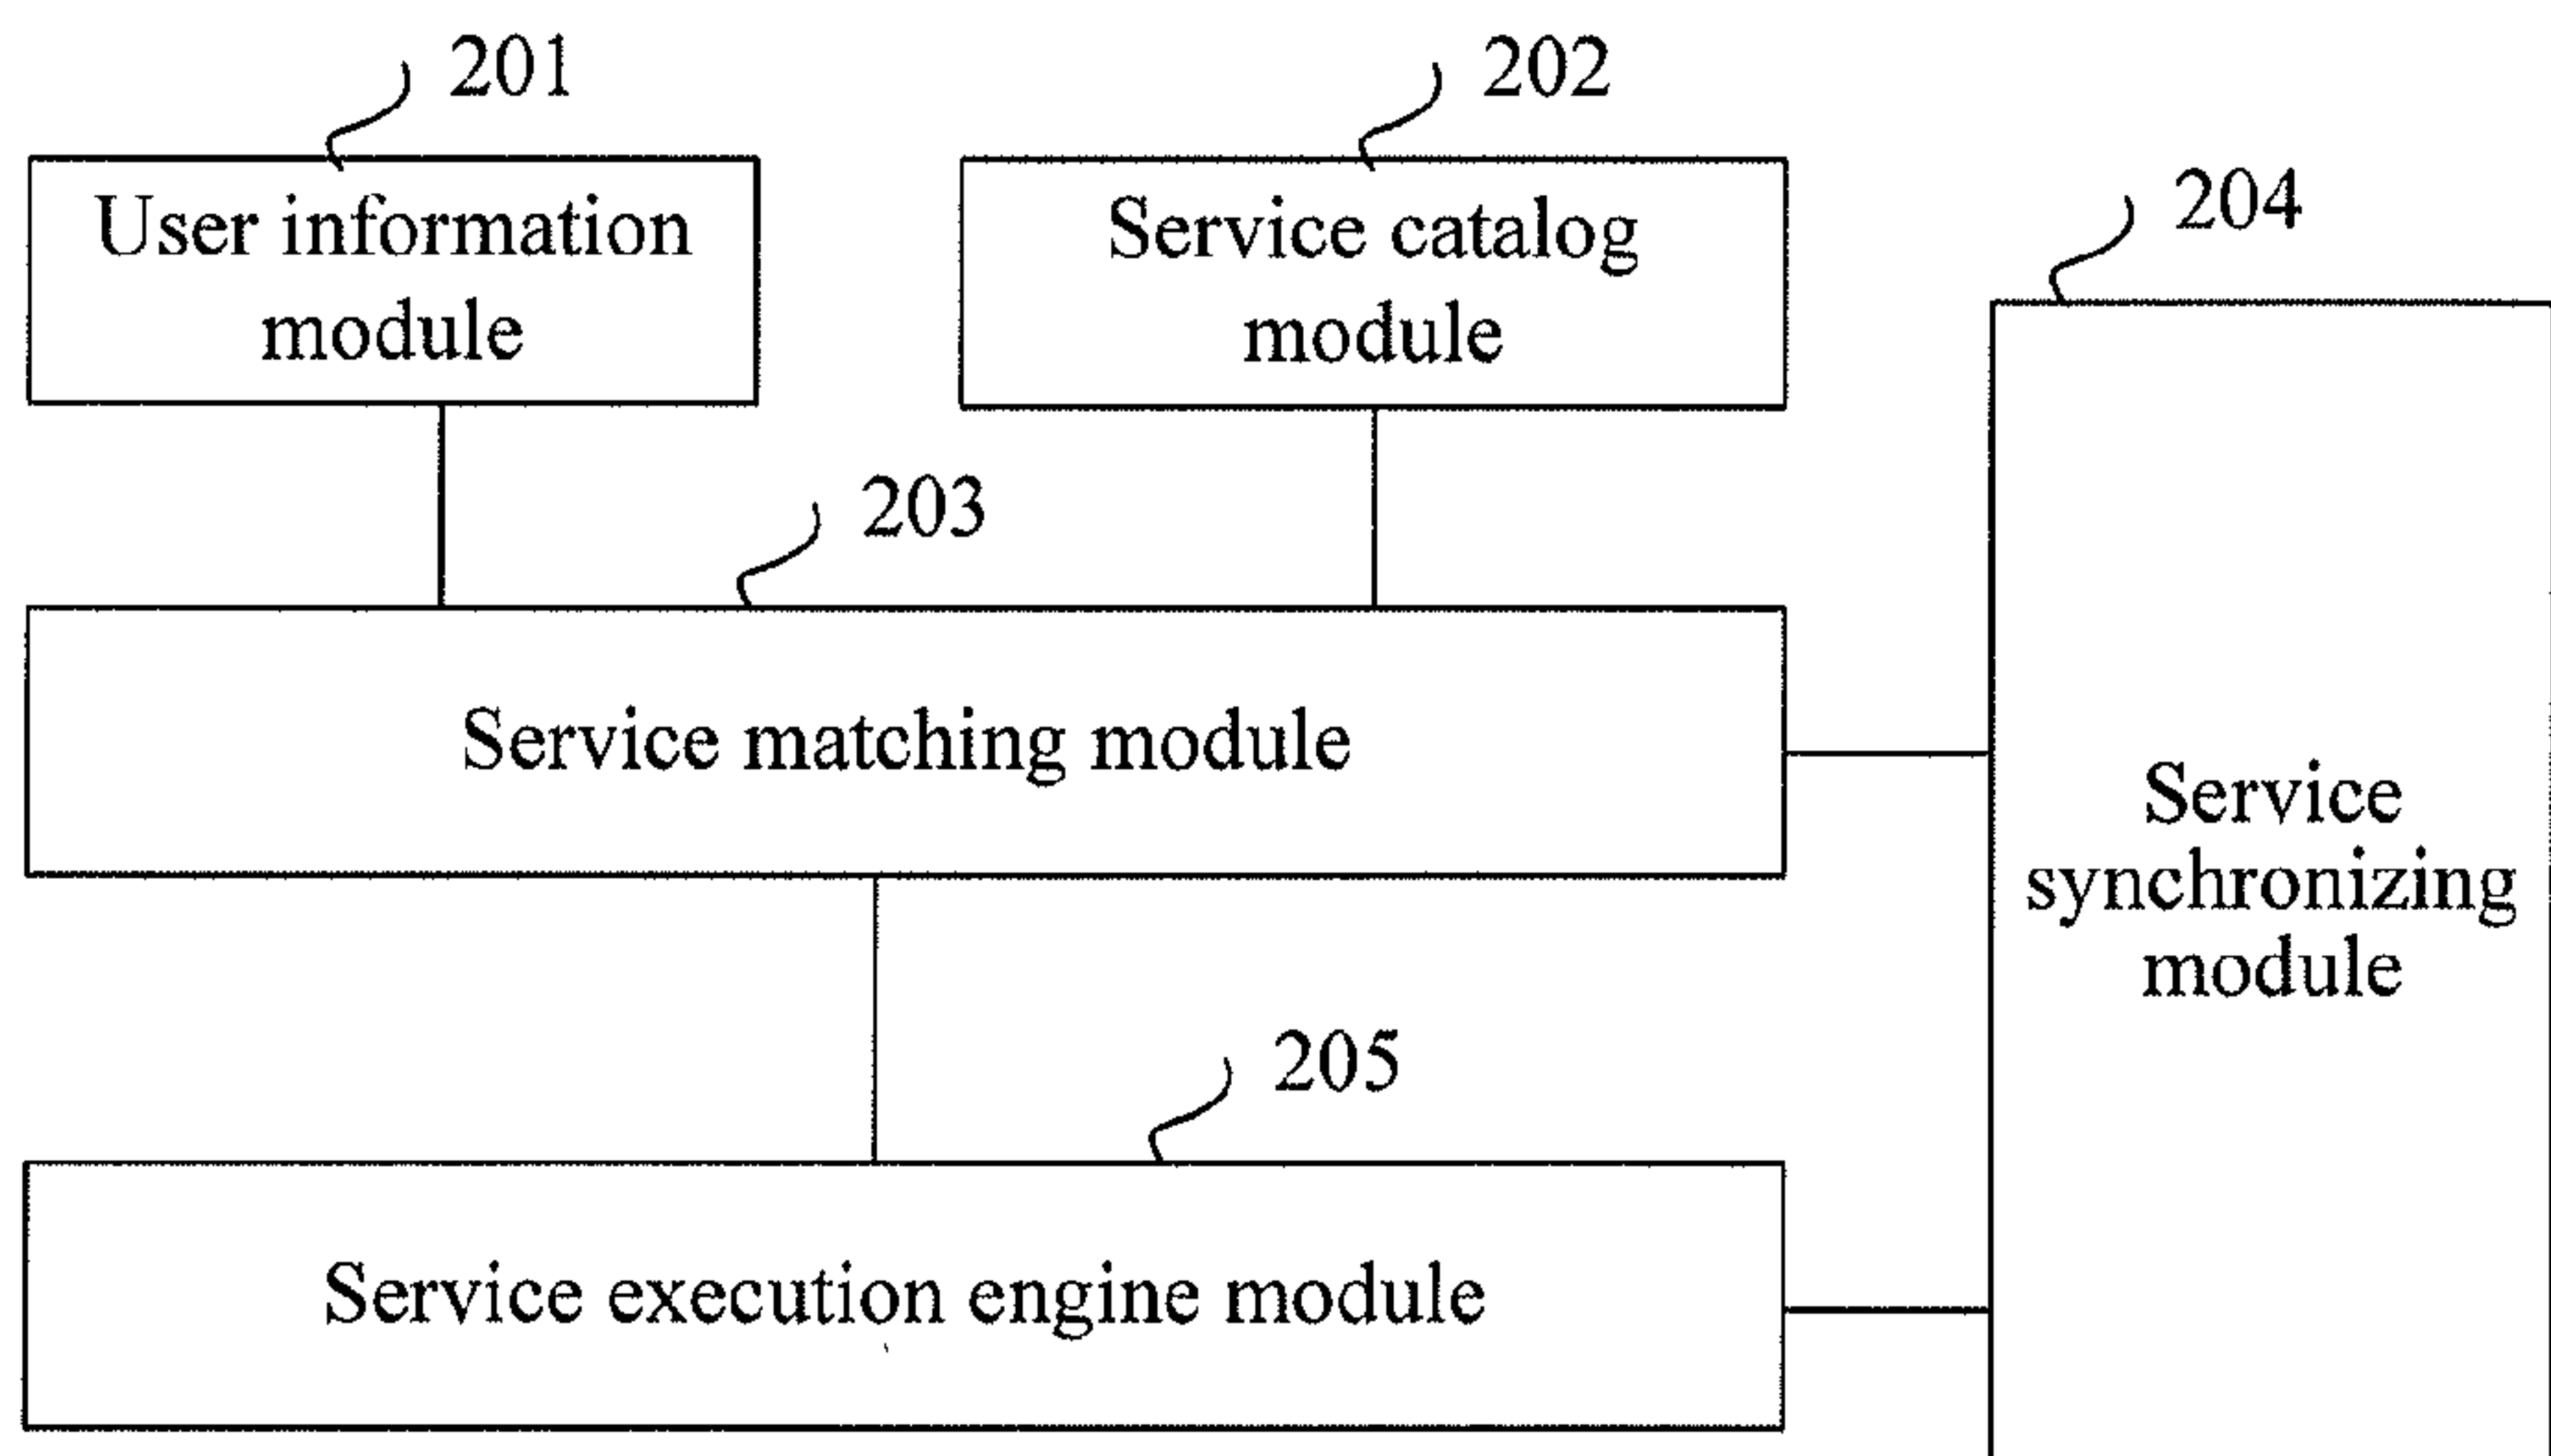 201
202
User information
module
Service catalog
module
204
203
Service matching module
Service
synchronizing
module
205
Service execution engine module